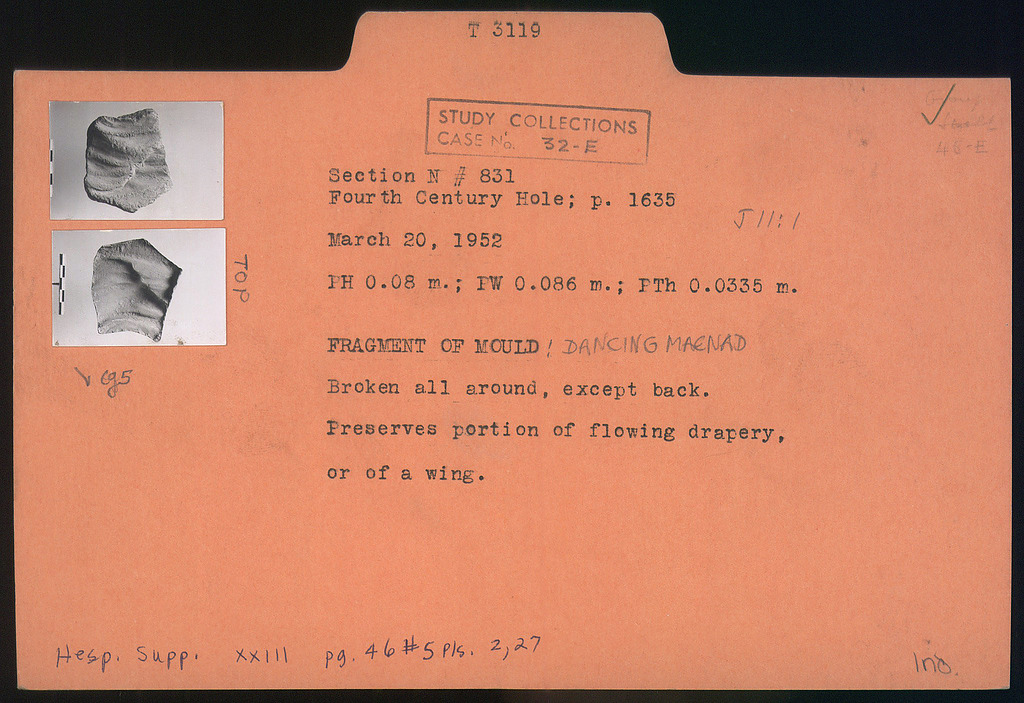 T 3119
STUDY COLLECTIONS
CASE No. 32-E
Section N # 831
Fourth Century Hole; p. 1635
J 11:1
March 20, 1952
PH 0.08 m.; PW 0.086 m.; PTh 0.0335 m.
TOP
FRAGMENT OF MOULD: DANCING MAENAD
Broken all around, except back.
Preserves portion of flowing drapery,
or of a wing.
Hesp. Supp. XXIII pg. 46 #5 pls. 2, 27